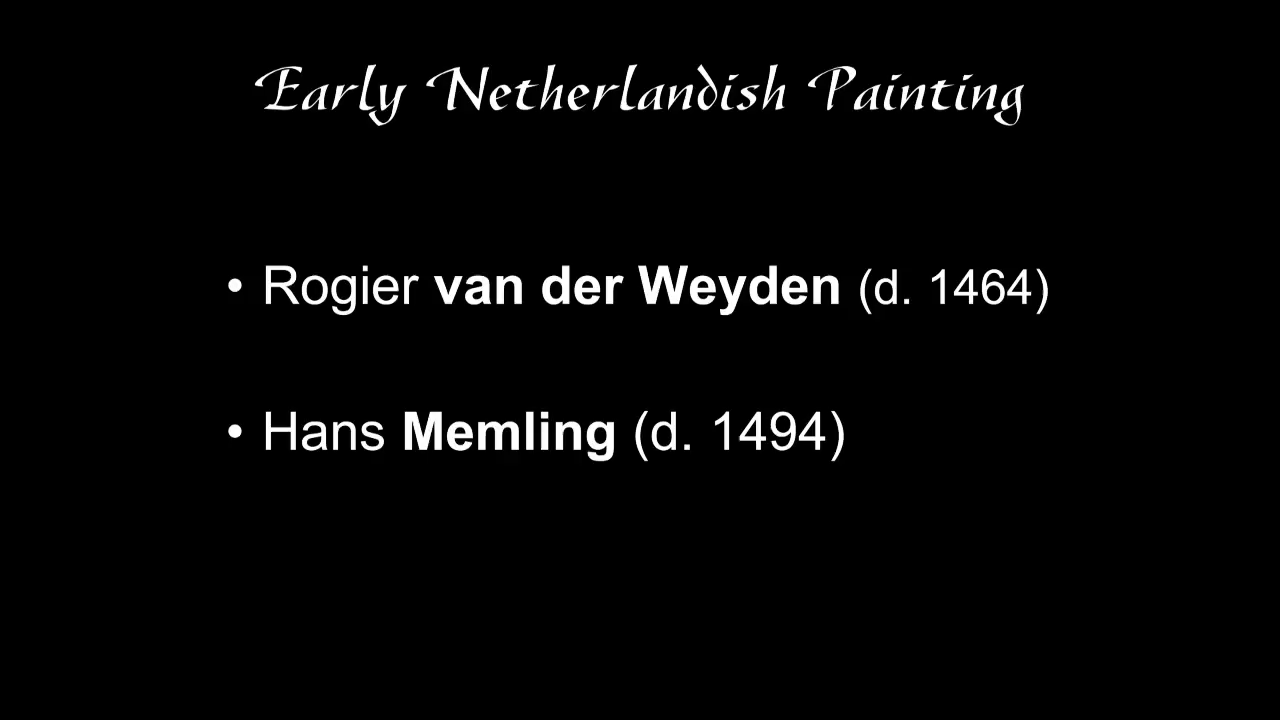 Early Netherlandish Painting
• Rogier van der Weyden (d. 1464)
• Hans Memling (d. 1494)